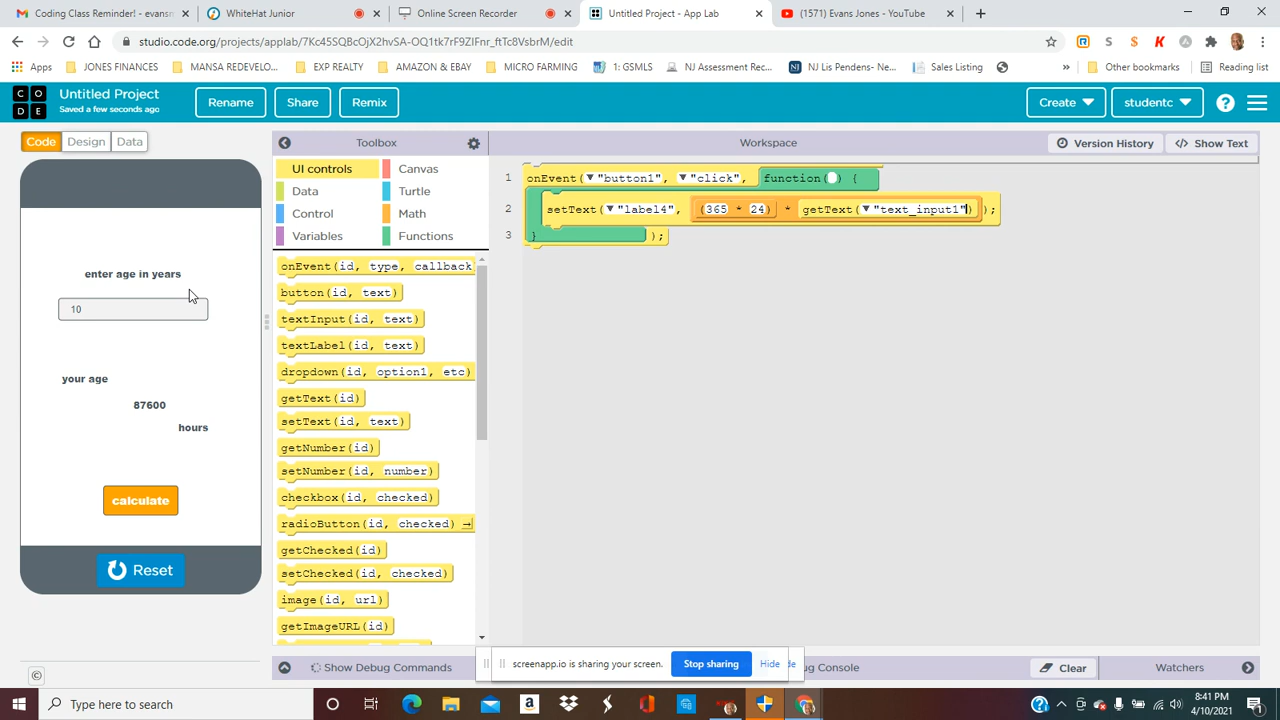 Coding Class Reminder! - evansm
WhiteHat Junior
Online Screen Recorder
Untitled Project - App Lab
(1571) Evans Jones - YouTube
studio.code.org/projects/applab/7Kc45SQBcOjX2hvSA-OQ1tk7rF9ZIFnr_ftTc8VsbrM/edit
Apps
JONES FINANCES
MANSA REDEVELO...
EXP REALTY
AMAZON & EBAY
MICRO FARMING
1: GSMLS
NJ Assessment Rec...
NJ Lis Pendens- Ne...
Sales Listing
»
Other bookmarks
Reading list
C O D E
Untitled Project
Saved a few seconds ago
Rename
Share
Remix
Create
studentc
Code
Design
Data
Toolbox
Workspace
Version History
Show Text
UI controls
Canvas
Data
Turtle
Control
Math
Variables
Functions
onEvent(id, type, callback
button(id, text)
textInput(id, text)
textLabel(id, text)
dropdown(id, option1, etc)
getText(id)
setText(id, text)
getNumber(id)
setNumber(id, number)
checkbox(id, checked)
radioButton(id, checked)
getChecked(id)
setChecked(id, checked)
image(id, url)
getImageURL(id)
1 onEvent( "button1", "click", function( ) {
2 setText( "label4", (365 * 24) * getText( "text_input1") );
3 } );
enter age in years
10
your age
87600
hours
calculate
Reset
Show Debug Commands
screenapp.io is sharing your screen.
Stop sharing
Hide
Debug Console
Clear
Watchers
Type here to search
8:41 PM
4/10/2021